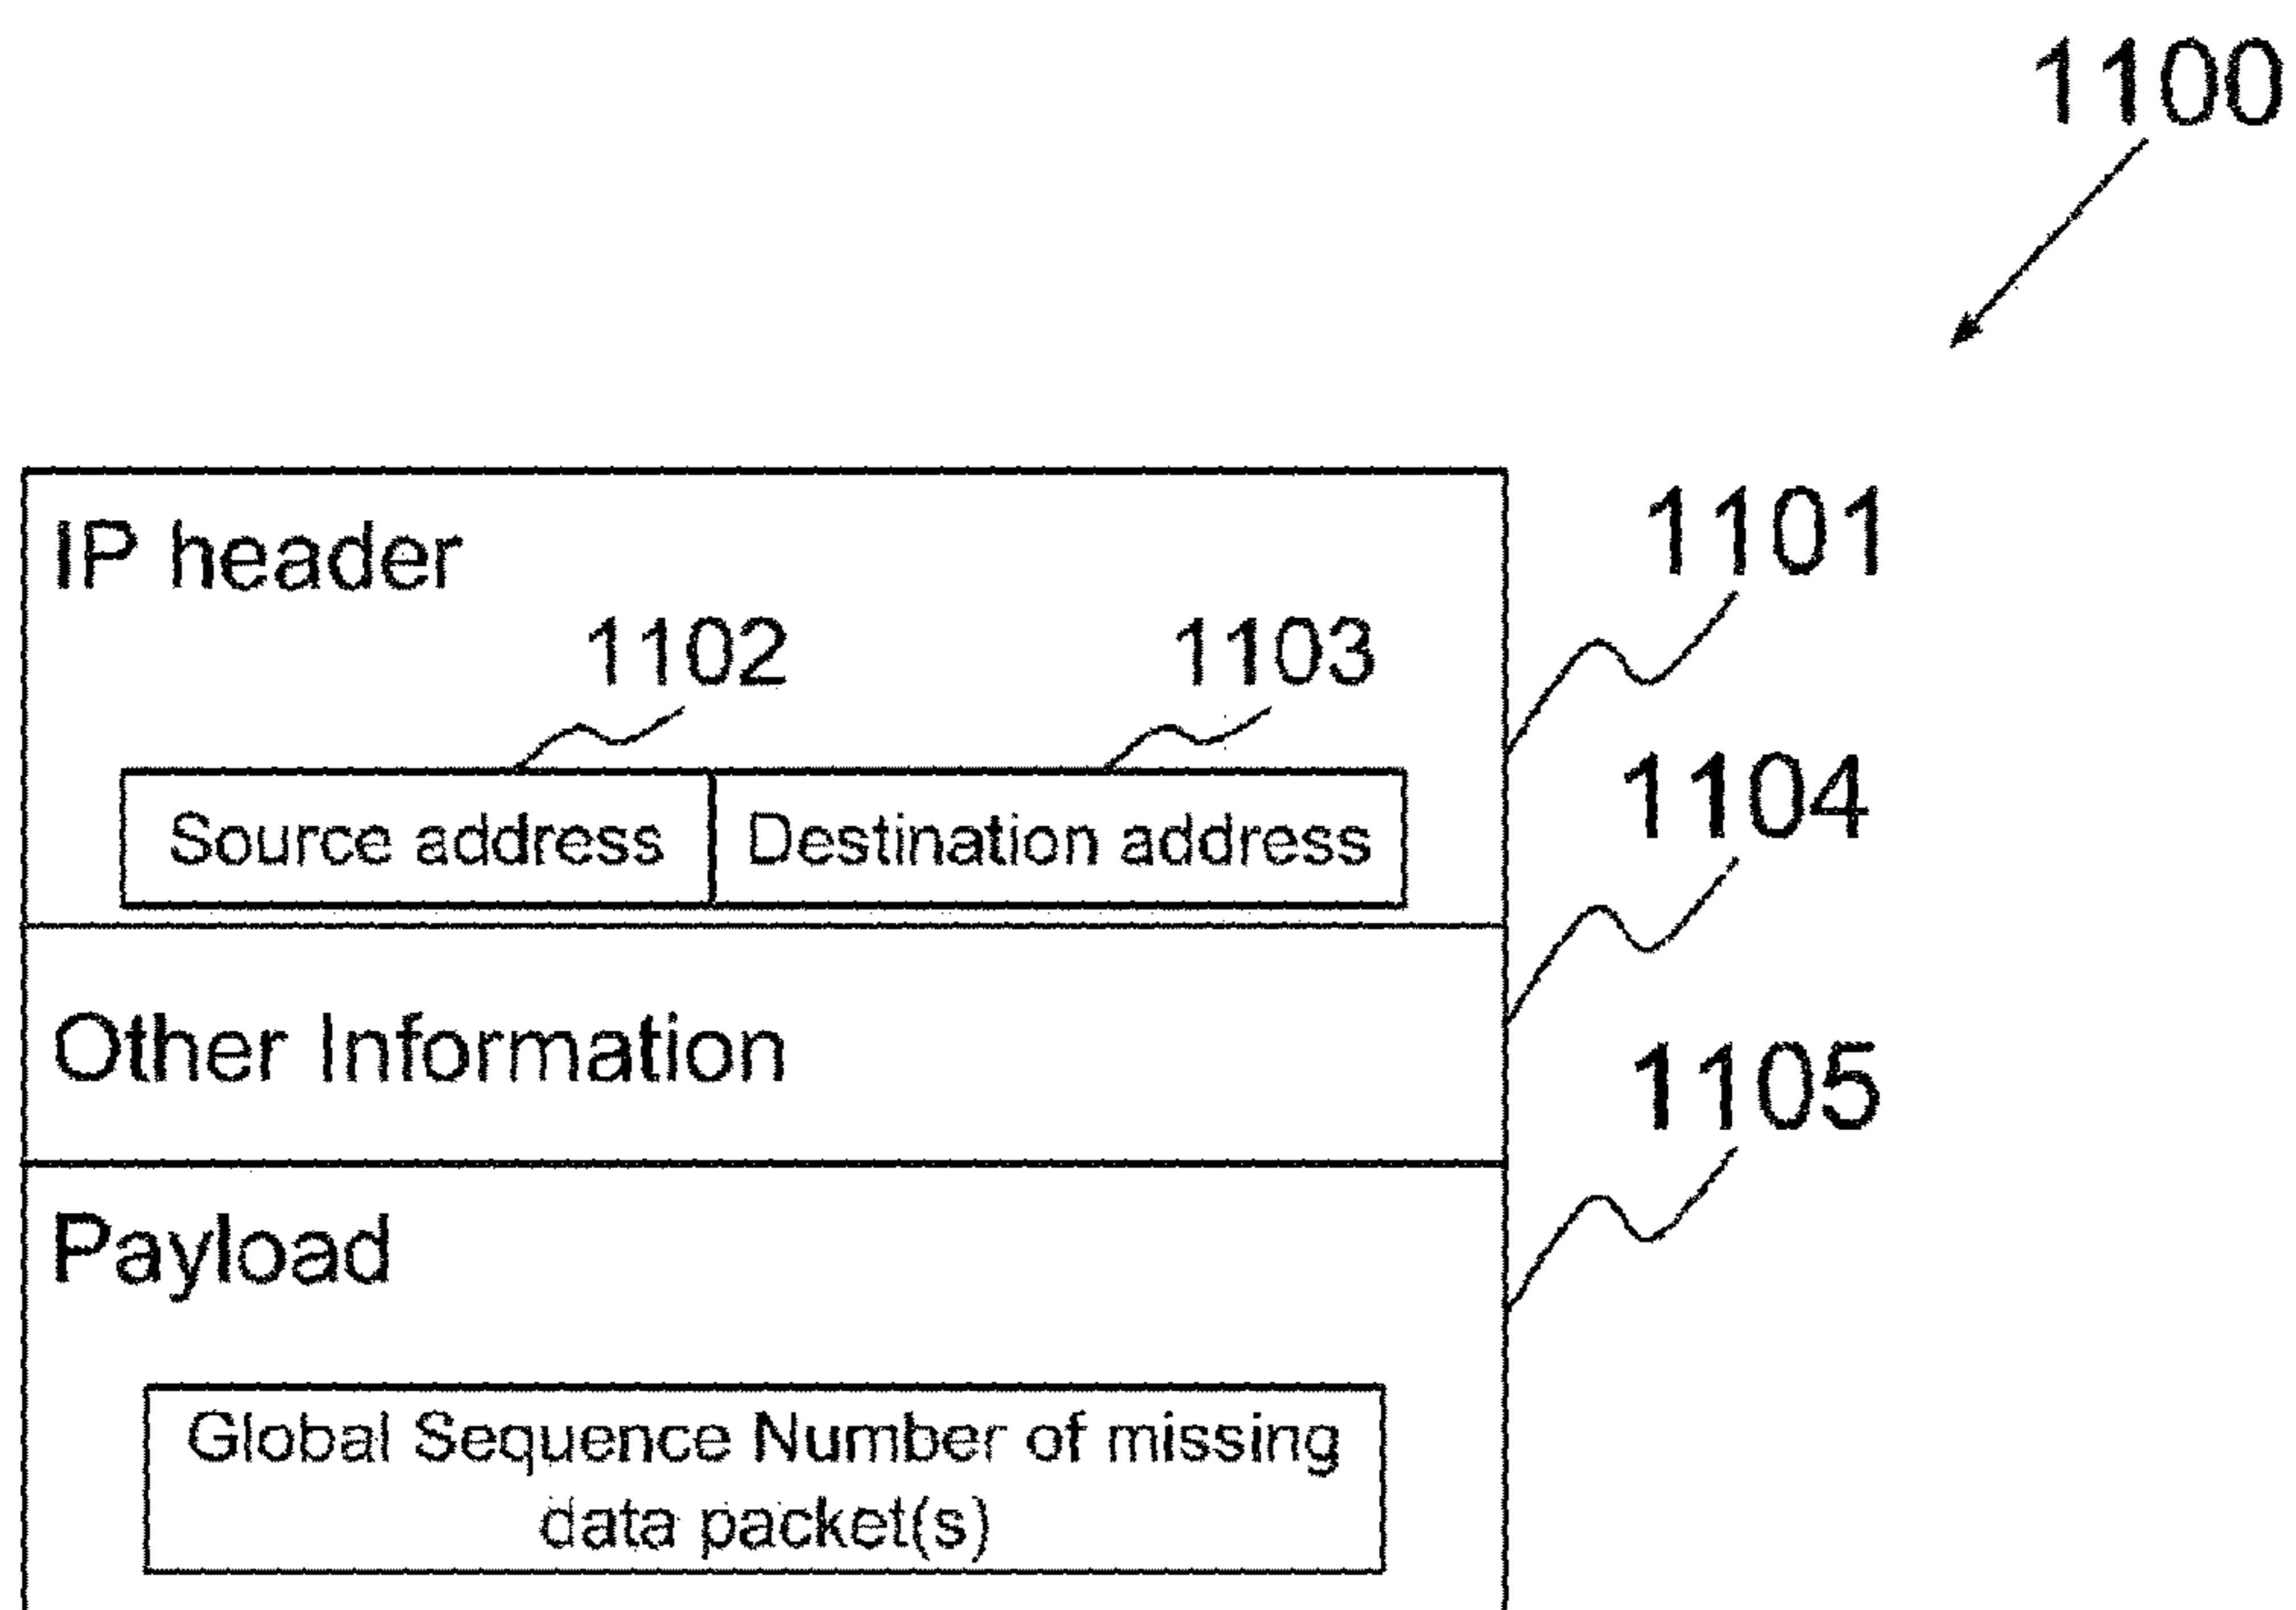 1100
IP header
1101
1102
1103
Source address
Destination address
1104
Other Information
1105
Payload
Global Sequence Number of missing
data packet(s)